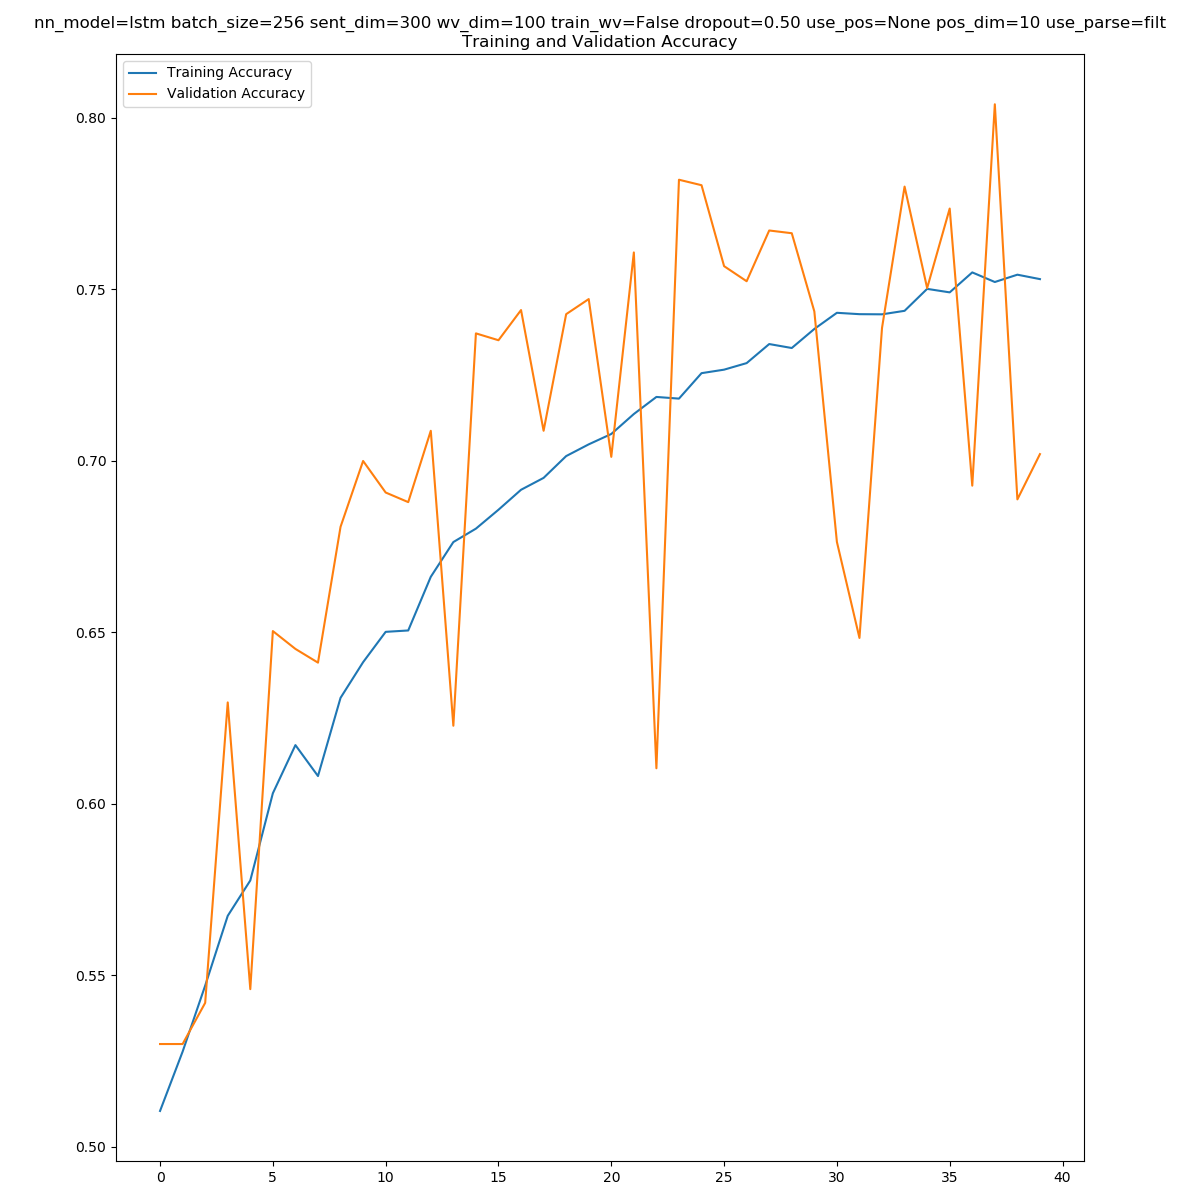 nn_model=lstm batch_size=256 sent_dim=300 wv_dim=100 train_wv=False dropout=0.50 use_pos=None pos_dim=10 use_parse=filt
Training and Validation Accuracy
Training Accuracy
Validation Accuracy
0.80
0.75
0.70
0.65
0.60
0.55
0.50
0 5 10 15 20 25 30 35 40